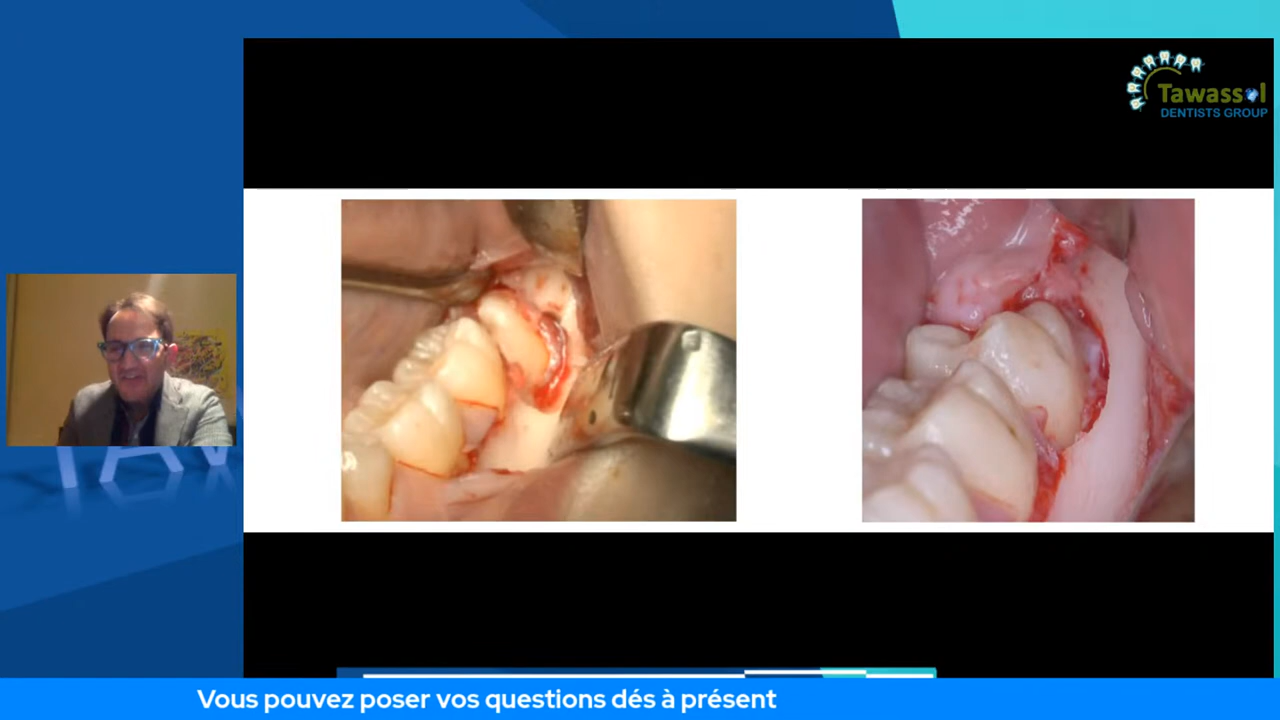 Tawassol
DENTISTS GROUP
Vous pouvez poser vos questions dés à présent